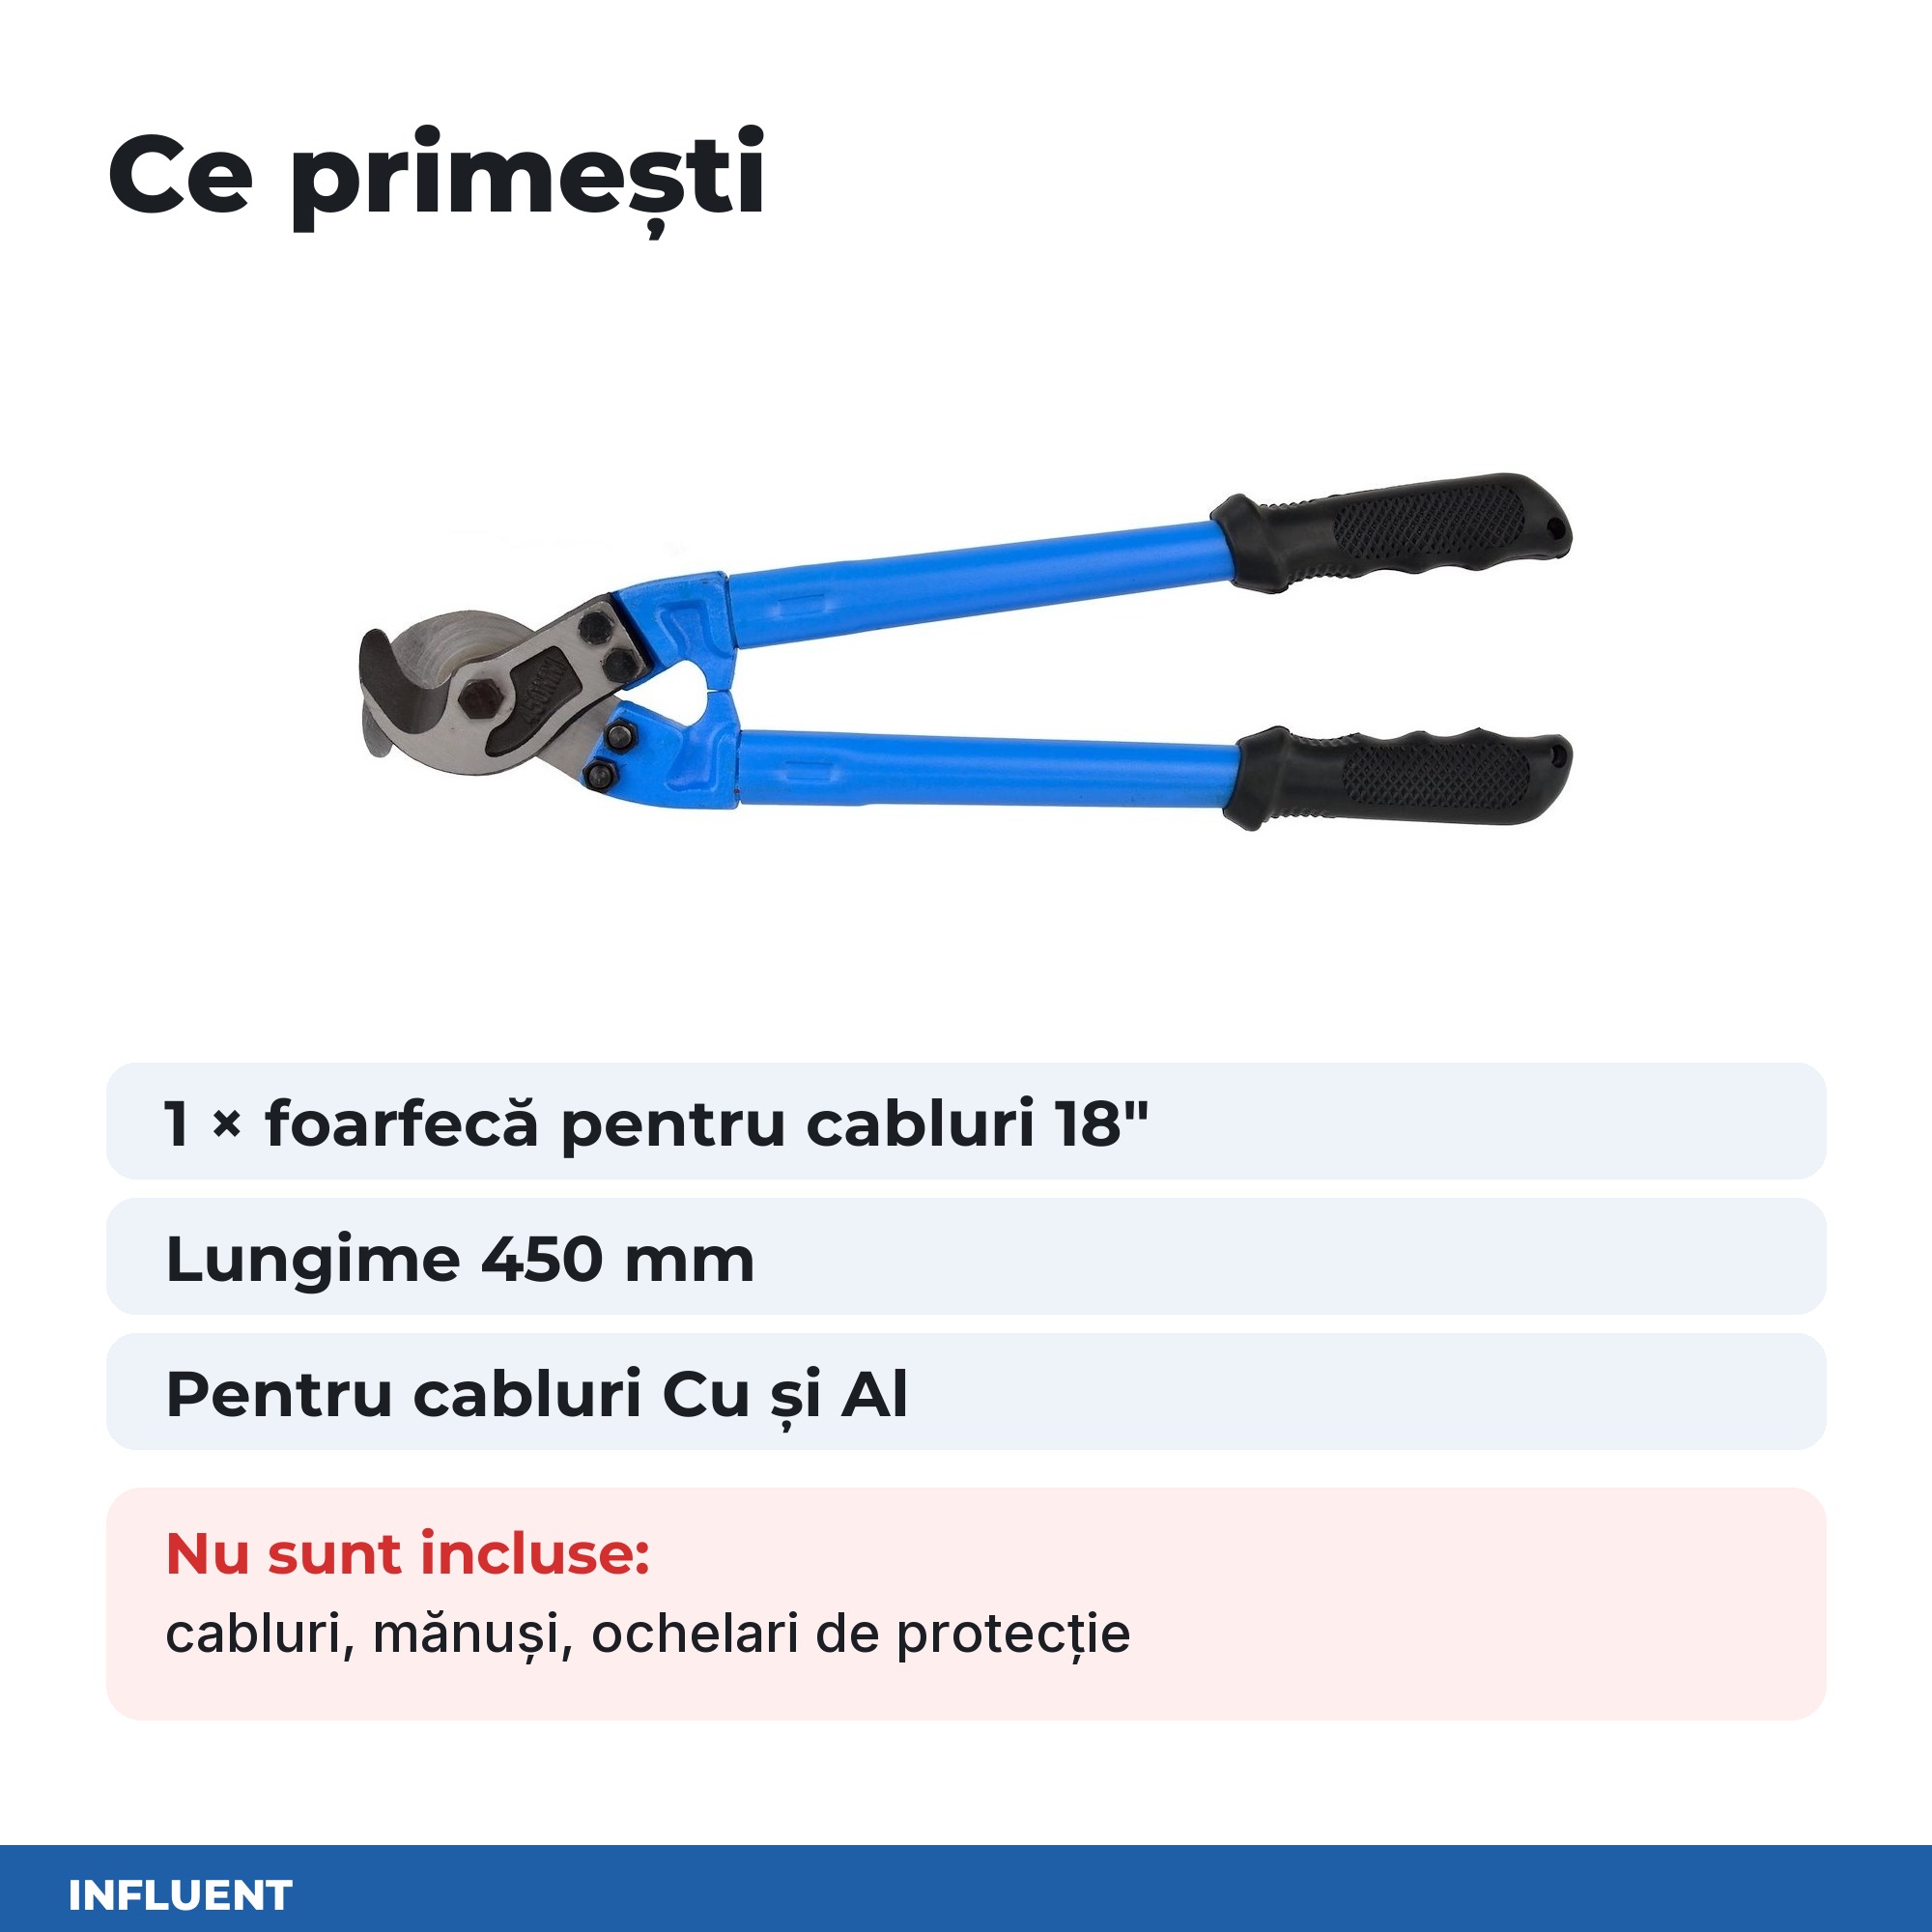 Ce primești
450MM
1 × foarfecă pentru cabluri 18"
Lungime 450 mm
Pentru cabluri Cu și Al
Nu sunt incluse:
cabluri, mănuși, ochelari de protecție
INFLUENT